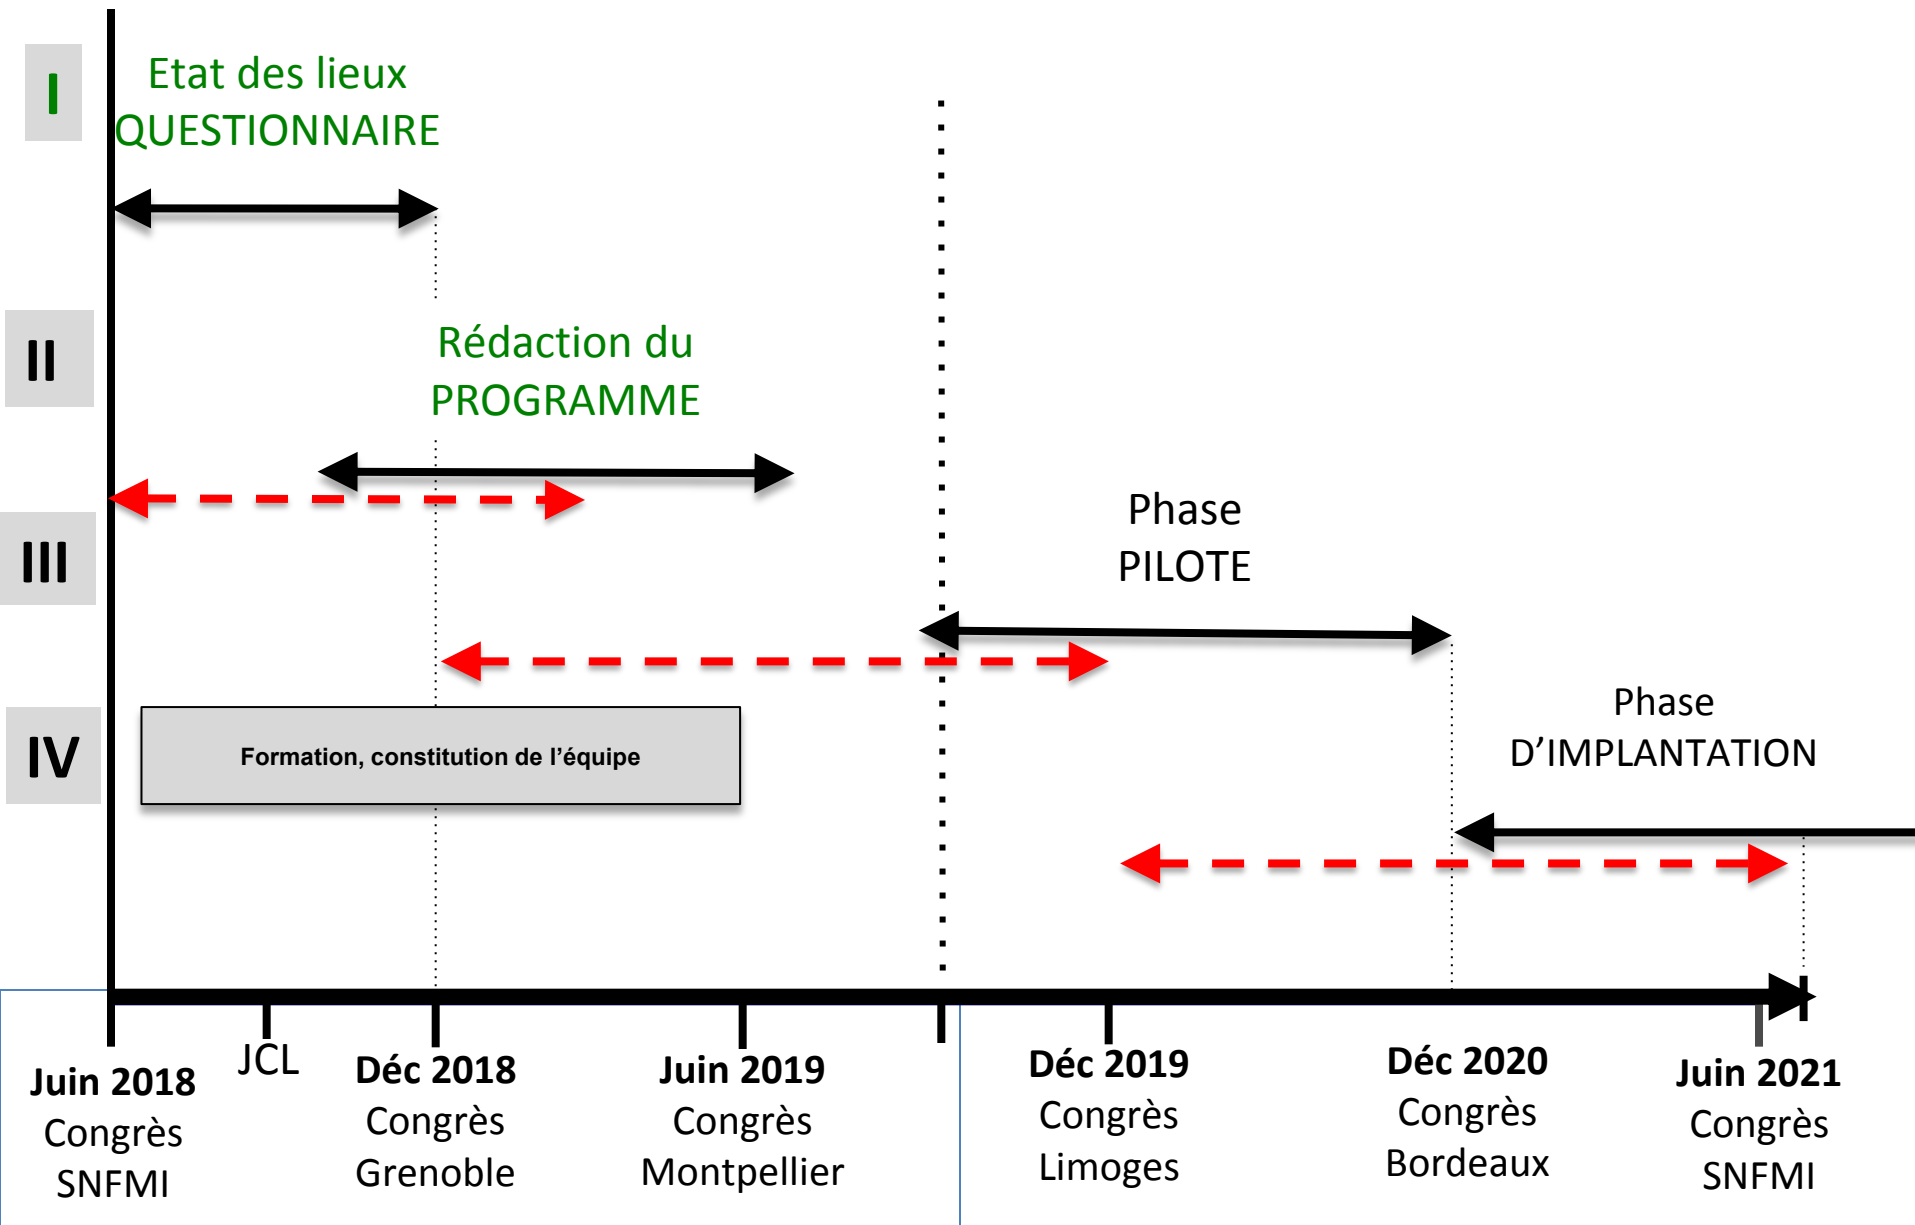 I
Etat des lieux
QUESTIONNAIRE
II
Rédaction du
PROGRAMME
III
Phase
PILOTE
IV
Formation, constitution de l’équipe
Phase
D’IMPLANTATION
Juin 2018
Congrès
SNFMI
JCL
Déc 2018
Congrès
Grenoble
Juin 2019
Congrès
Montpellier
Déc 2019
Congrès
Limoges
Déc 2020
Congrès
Bordeaux
Juin 2021
Congrès
SNFMI